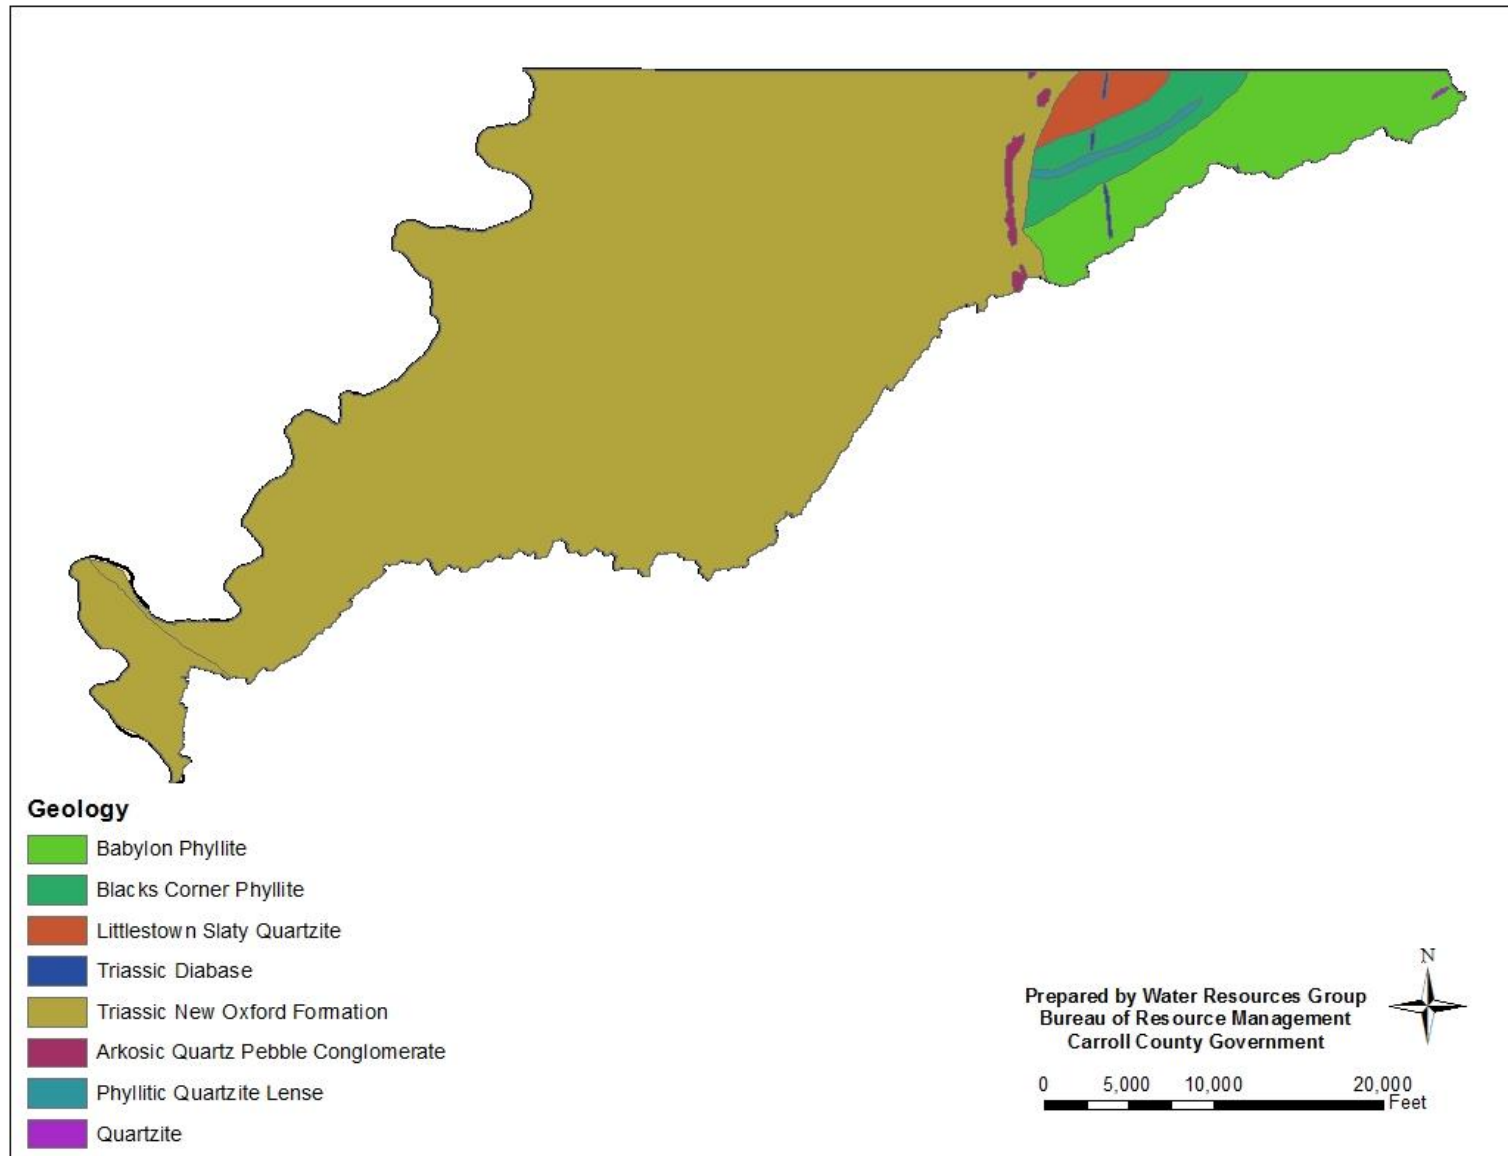 Geology
Babylon Phyllite
Blacks Corner Phyllite
Littlestown Slaty Quartzite
Triassic Diabase
Triassic New Oxford Formation
Arkosic Quartz Pebble Conglomerate
Phyllitic Quartzite Lense
Quartzite
N
Prepared by Water Resources Group
Bureau of Resource Management
Carroll County Government
0 5,000 10,000 20,000
Feet